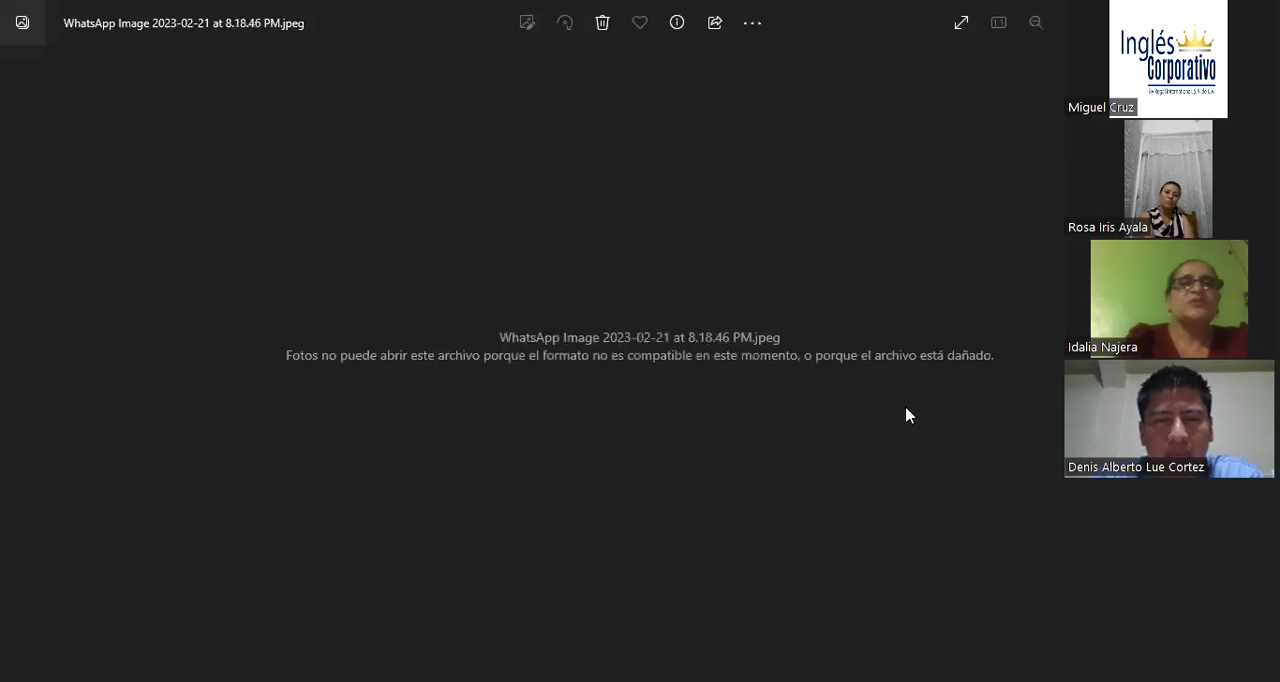 WhatsApp Image 2023-02-21 at 8.18.46 PM.jpeg
1:1
Inglés
Corporativo
Miguel Cruz
Rosa Iris Ayala
WhatsApp Image 2023-02-21 at 8.18.46 PM.jpeg
Fotos no puede abrir este archivo porque el formato no es compatible en este momento, o porque el archivo está dañado.
Idalia Najera
Denis Alberto Lue Cortez